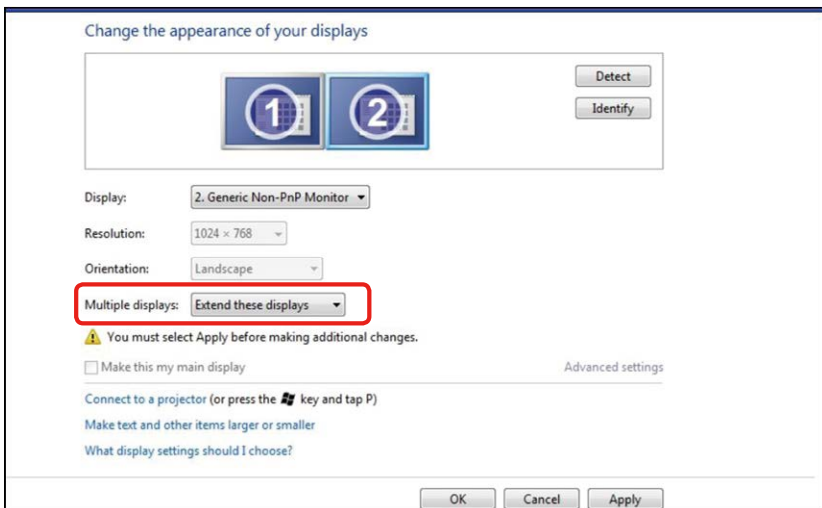 Change the appearance of your displays
1 2
Detect
Identify
Display: 2. Generic Non-PnP Monitor
Resolution: 1024 × 768
Orientation: Landscape
Multiple displays: Extend these displays
You must select Apply before making additional changes.
Make this my main display Advanced settings
Connect to a projector (or press the key and tap P)
Make text and other items larger or smaller
What display settings should I choose?
OK Cancel Apply